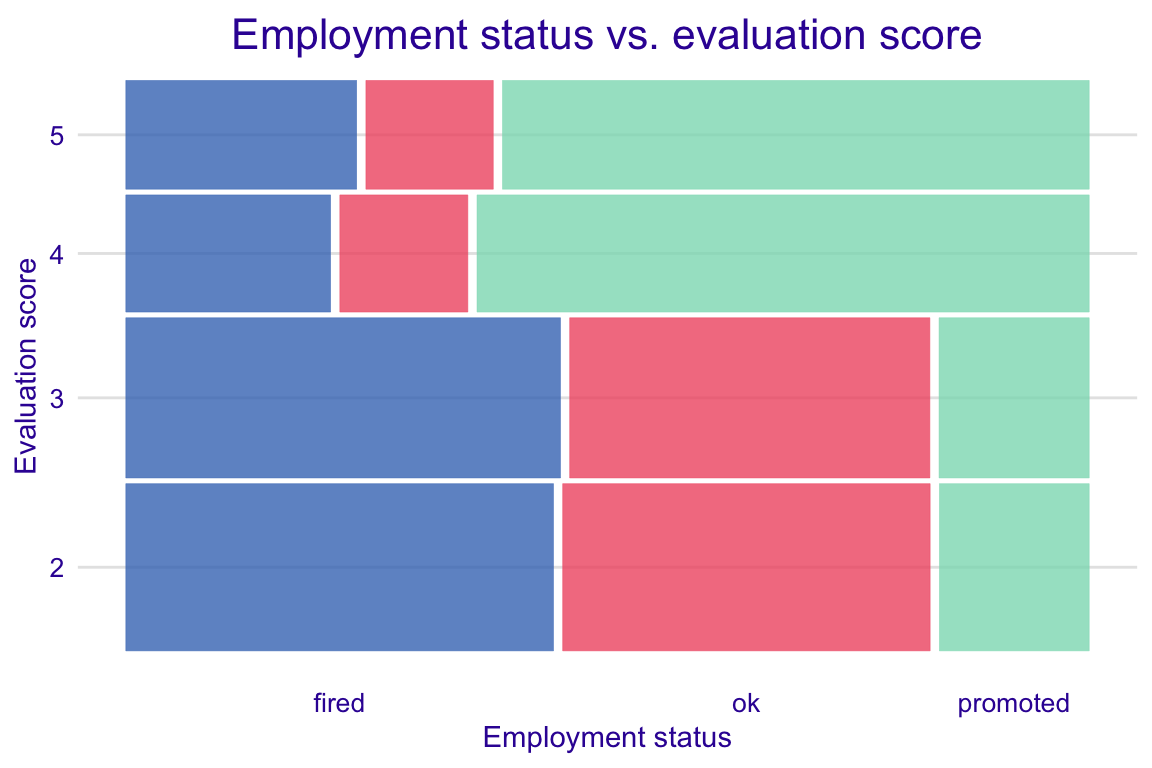 Employment status vs. evaluation score
Evaluation score
5
4
3
2
fired ok promoted
Employment status